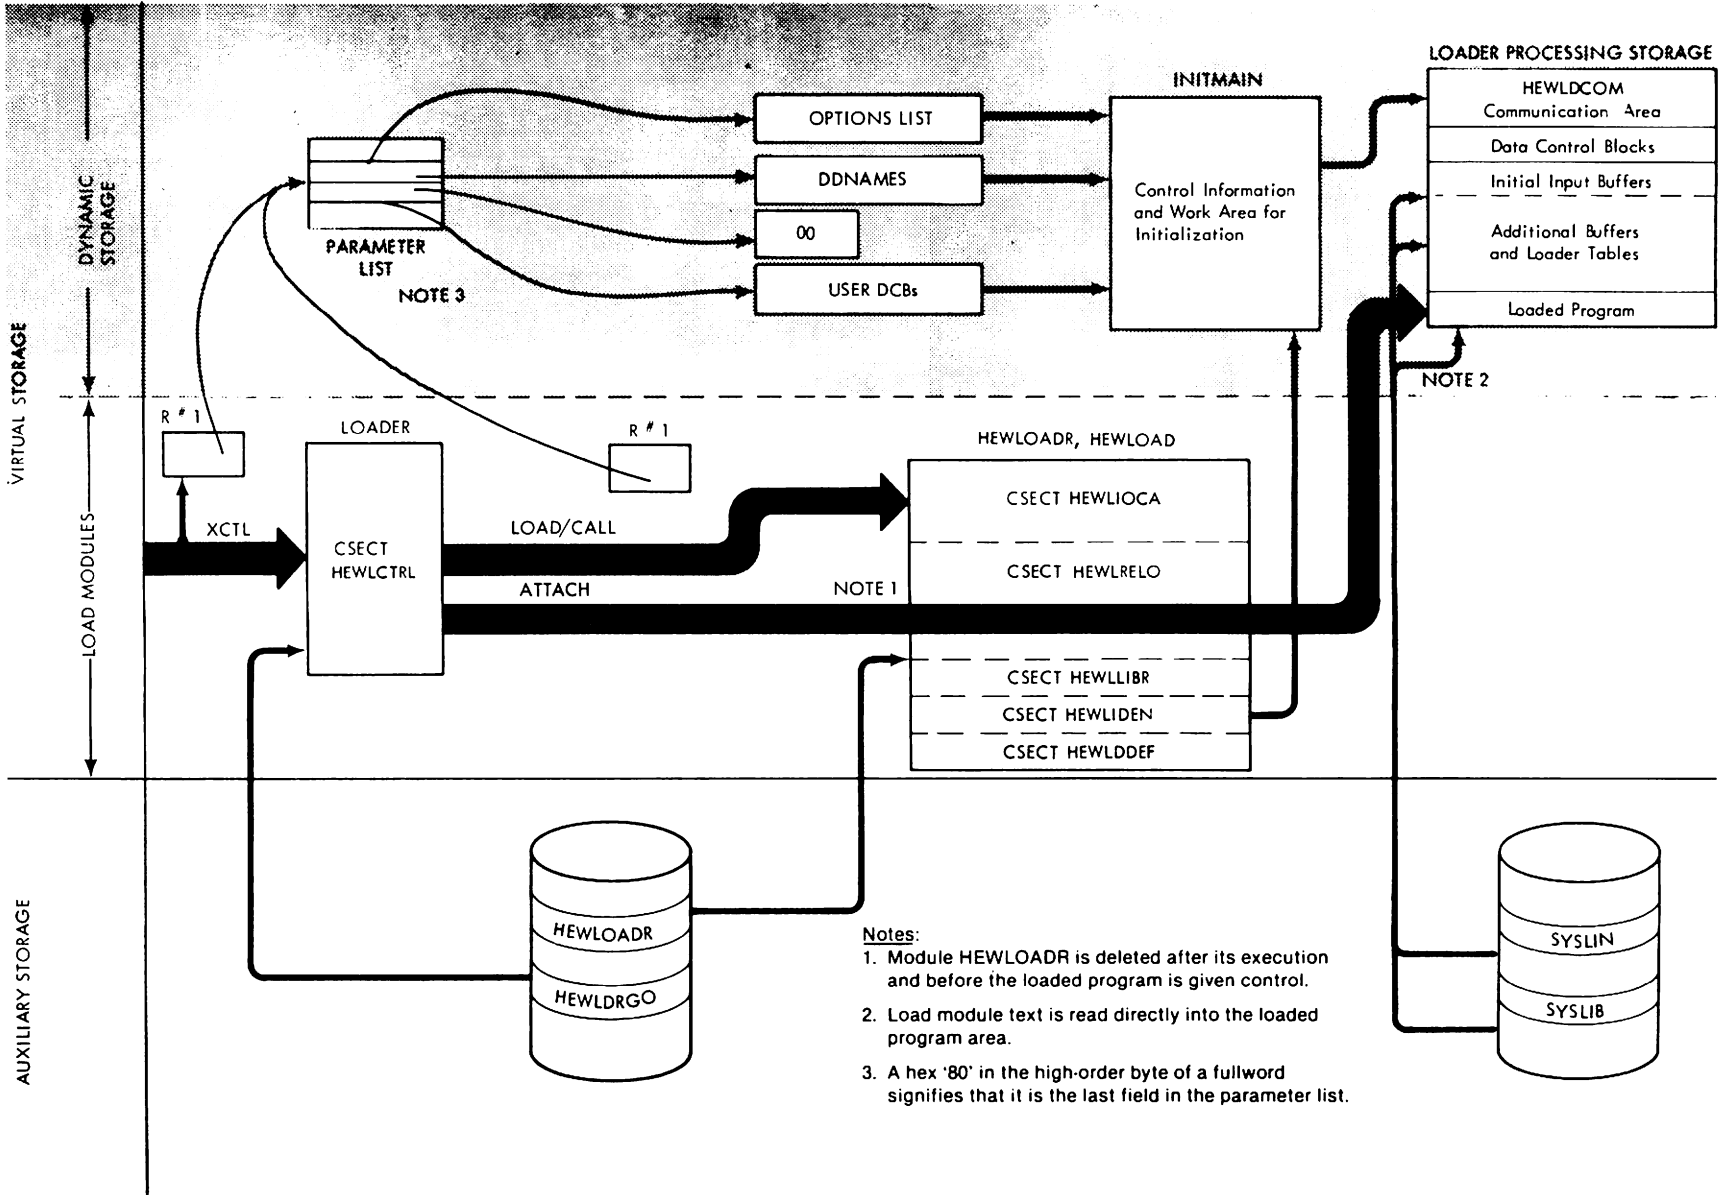 LOADER PROCESSING STORAGE
INITMAIN
HEWLDCOM
Communication Area
OPTIONS LIST
Data Control Blocks
DDNAMES
Initial Input Buffers
Control Information
and Work Area for
Initialization
00
Additional Buffers
and Loader Tables
USER DCBs
Loaded Program
PARAMETER
LIST
NOTE 3
DYNAMIC
STORAGE
VIRTUAL STORAGE
NOTE 2
R # 1
LOADER
R # 1
HEWLOADR, HEWLOAD
CSECT HEWLIOCA
XCTL
LOAD/CALL
CSECT
HEWLCTRL
CSECT HEWLRELO
ATTACH
NOTE 1
LOAD MODULES
CSECT HEWLLIBR
CSECT HEWLIDEN
CSECT HEWLDDEF
AUXILIARY STORAGE
HEWLOADR
HEWLDRGO
SYSLIN
SYSLIB
Notes:
1. Module HEWLOADR is deleted after its execution
and before the loaded program is given control.
2. Load module text is read directly into the loaded
program area.
3. A hex '80' in the high-order byte of a fullword
signifies that it is the last field in the parameter list.